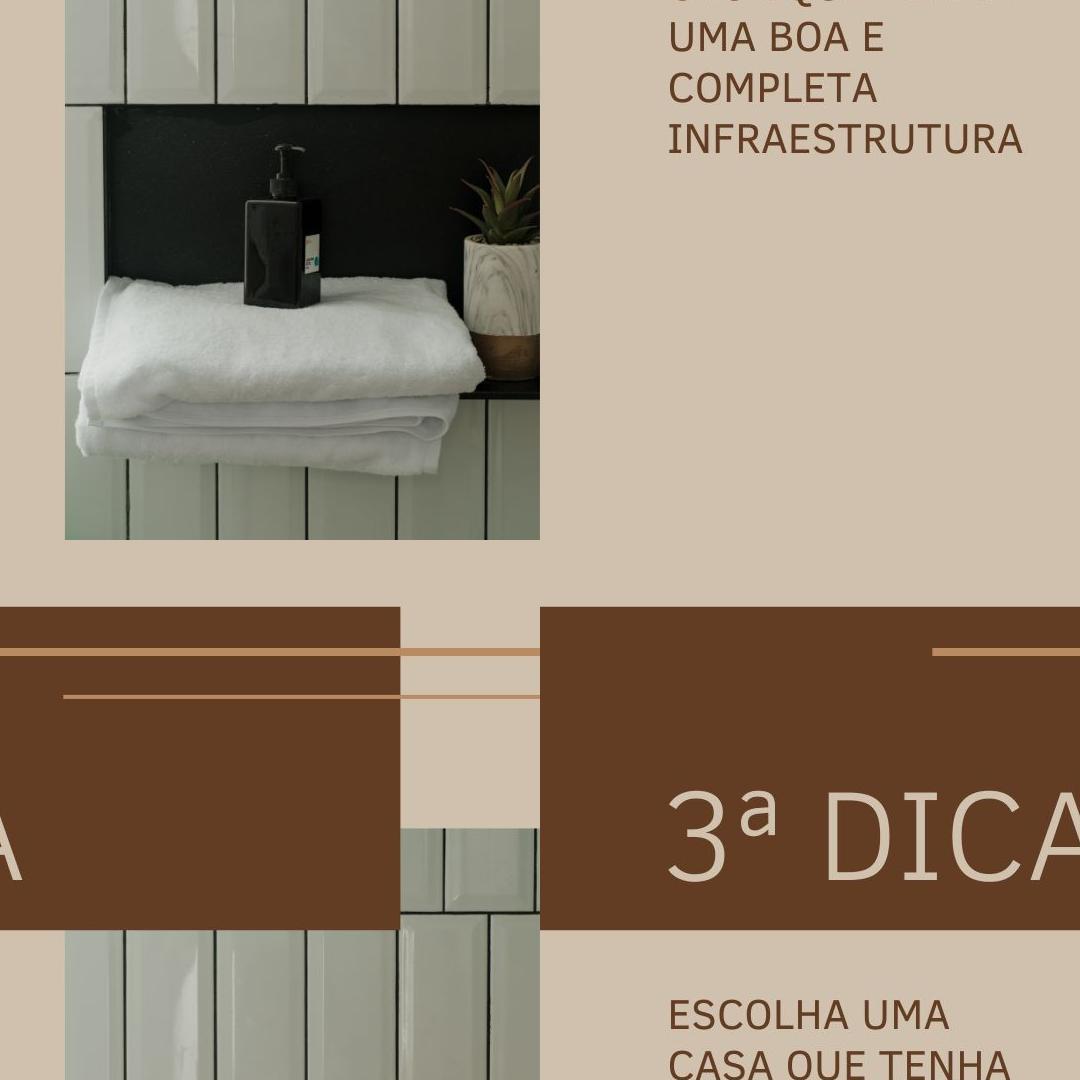 UMA BOA E
COMPLETA
INFRAESTRUTURA
A
3ª DICA
ESCOLHA UMA
CASA QUE TENHA